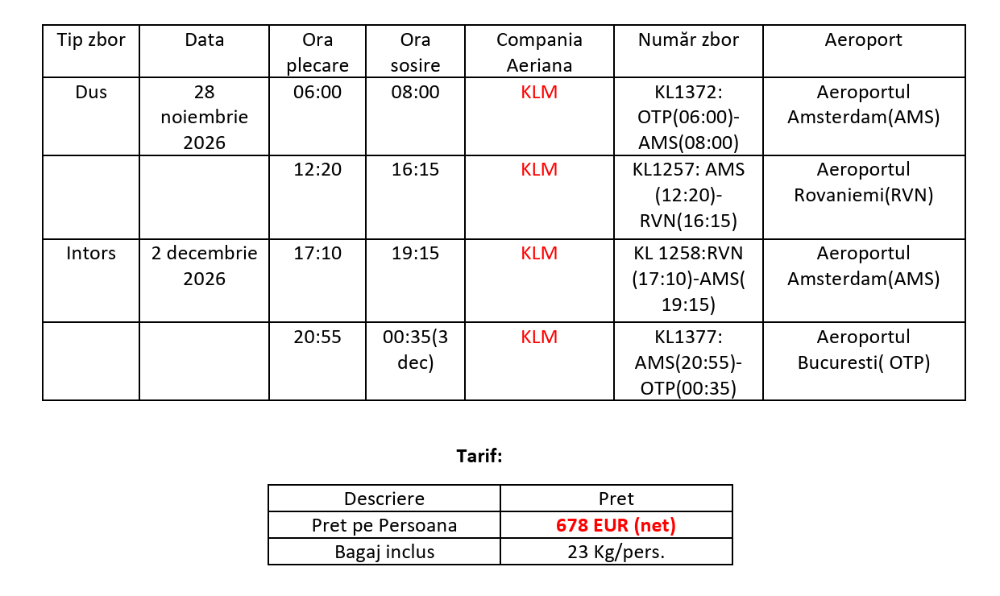 Tip zbor
Data
Ora
plecare
Ora
sosire
Compania
Aeriana
Număr zbor
Aeroport
Dus
28
noiembrie
2026
06:00
08:00
KLM
KL1372:
OTP(06:00)-
AMS(08:00)
Aeroportul
Amsterdam(AMS)
12:20
16:15
KLM
KL1257: AMS
(12:20)-
RVN(16:15)
Aeroportul
Rovaniemi(RVN)
Intors
2 decembrie
2026
17:10
19:15
KLM
KL 1258:RVN
(17:10)-AMS(
19:15)
Aeroportul
Amsterdam(AMS)
20:55
00:35(3
dec)
KLM
KL1377:
AMS(20:55)-
OTP(00:35)
Aeroportul
Bucuresti( OTP)
Tarif:
Descriere
Pret
Pret pe Persoana
678 EUR (net)
Bagaj inclus
23 Kg/pers.